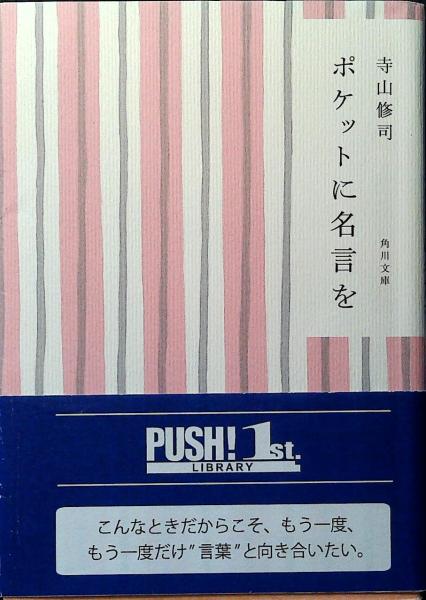 寺山修司
ポケットに名言を
角川文庫
PUSH! 1st.
LIBRARY
こんなときだからこそ、もう一度、
もう一度だけ"言葉"と向き合いたい。